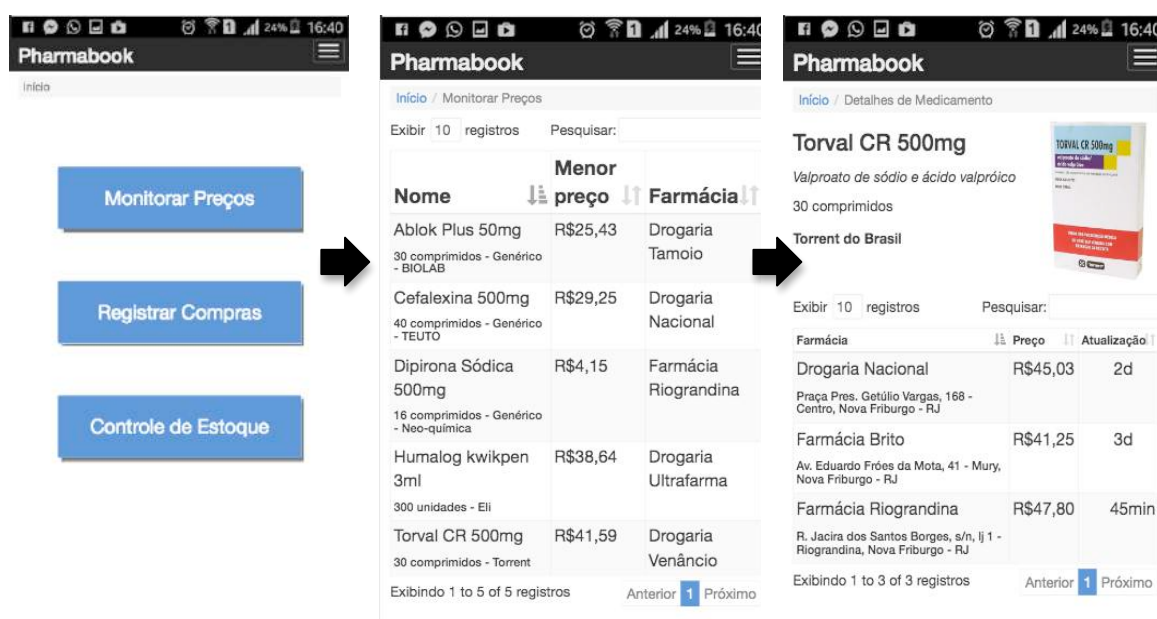 24% 16:40
Pharmabook
Início
Monitorar Preços
Registrar Compras
Controle de Estoque
1 24% 16:40
Pharmabook
Início / Monitorar Preços
Exibir 10 registros Pesquisar:
Nome Menor preço Farmácia
Ablok Plus 50mg R$25,43 Drogaria
30 comprimidos - Genérico Tamoio
- BIOLAB
Cefalexina 500mg R$29,25 Drogaria
40 comprimidos - Genérico Nacional
- TEUTO
Dipirona Sódica R$4,15 Farmácia
500mg Riograndina
16 comprimidos - Genérico
- Neo-química
Humalog kwikpen R$38,64 Drogaria
3ml Ultrafarma
300 unidades - Eli
Torval CR 500mg R$41,59 Drogaria
30 comprimidos - Torrent Venâncio
Exibindo 1 to 5 of 5 registros Anterior 1 Próximo
1 24% 16:40
Pharmabook
Início / Detalhes de Medicamento
Torval CR 500mg
Valproato de sódio e ácido valpróico
30 comprimidos
Torrent do Brasil
TORVAL CR 500mg
Exibir 10 registros Pesquisar:
Farmácia Preço Atualização
Drogaria Nacional R$45,03 2d
Praça Pres. Getúlio Vargas, 168 -
Centro, Nova Friburgo - RJ
Farmácia Brito R$41,25 3d
Av. Eduardo Fróes da Mota, 41 - Mury,
Nova Friburgo - RJ
Farmácia Riograndina R$47,80 45min
R. Jacira dos Santos Borges, s/n, lj 1 -
Riograndina, Nova Friburgo - RJ
Exibindo 1 to 3 of 3 registros Anterior 1 Próximo